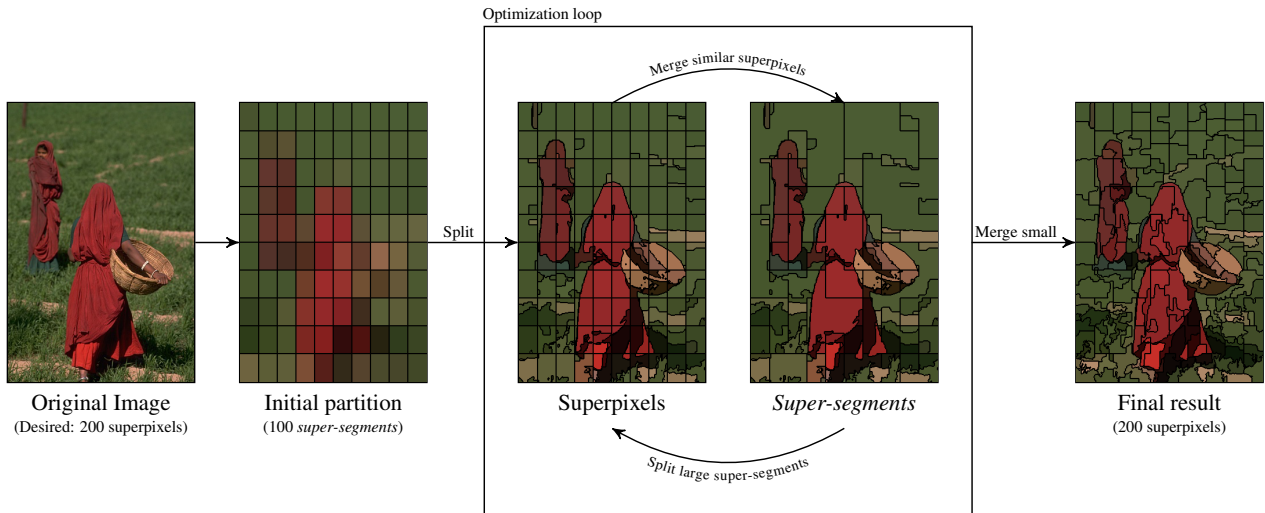 Optimization loop
Merge similar superpixels
Split
Merge small
Original Image
(Desired: 200 superpixels)
Initial partition
(100 super-segments)
Superpixels
Super-segments
Final result
(200 superpixels)
Split large super-segments